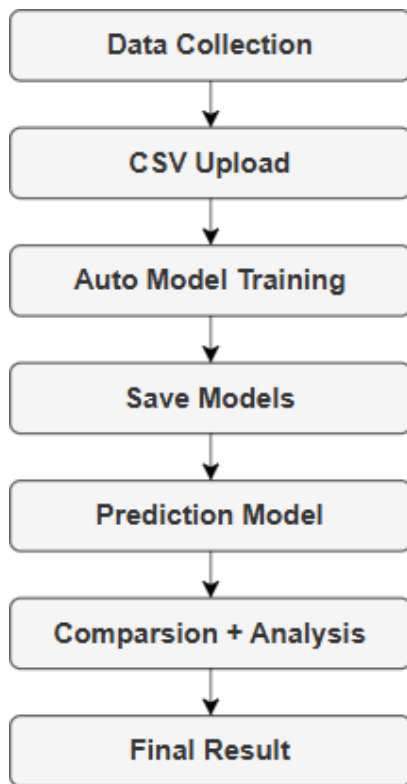 Data Collection
CSV Upload
Auto Model Training
Save Models
Prediction Model
Comparsion + Analysis
Final Result